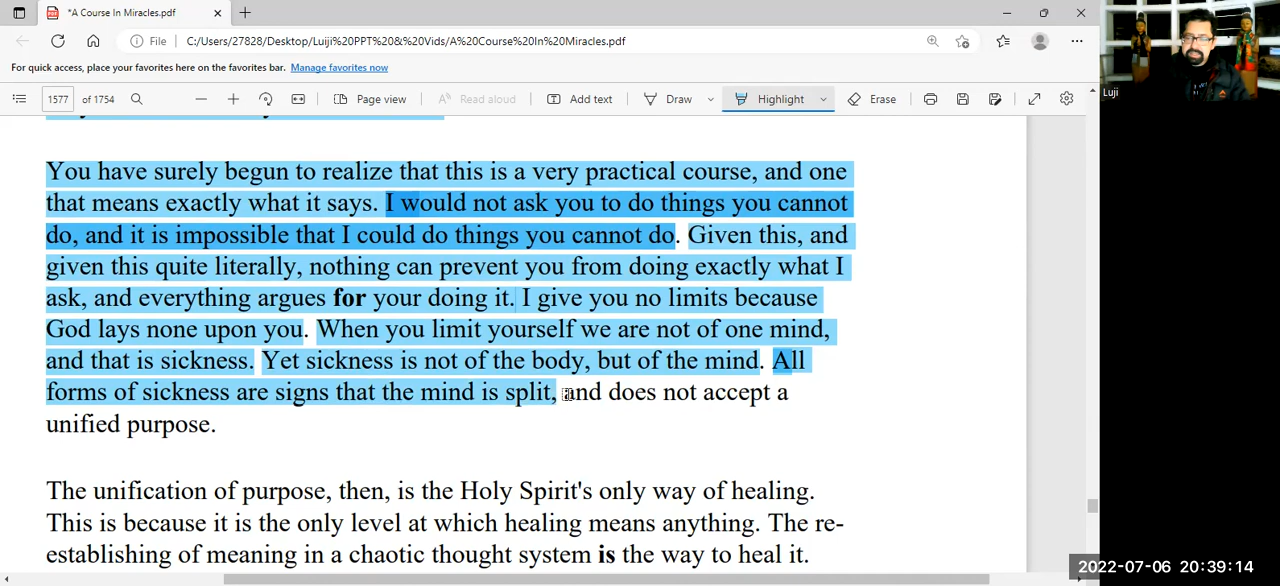 *A Course In Miracles.pdf
File C:/Users/27828/Desktop/Luiji%20PPT%20&%20Vids/A%20Course%20In%20Miracles.pdf
For quick access, place your favorites here on the favorites bar. Manage favorites now
1577 of 1754 Page view Read aloud Add text Draw Highlight Erase
Luji
You have surely begun to realize that this is a very practical course, and one
that means exactly what it says. I would not ask you to do things you cannot
do, and it is impossible that I could do things you cannot do. Given this, and
given this quite literally, nothing can prevent you from doing exactly what I
ask, and everything argues for your doing it. I give you no limits because
God lays none upon you. When you limit yourself we are not of one mind,
and that is sickness. Yet sickness is not of the body, but of the mind. All
forms of sickness are signs that the mind is split, and does not accept a
unified purpose.
The unification of purpose, then, is the Holy Spirit's only way of healing.
This is because it is the only level at which healing means anything. The re-
establishing of meaning in a chaotic thought system is the way to heal it.
2022-07-06 20:39:14